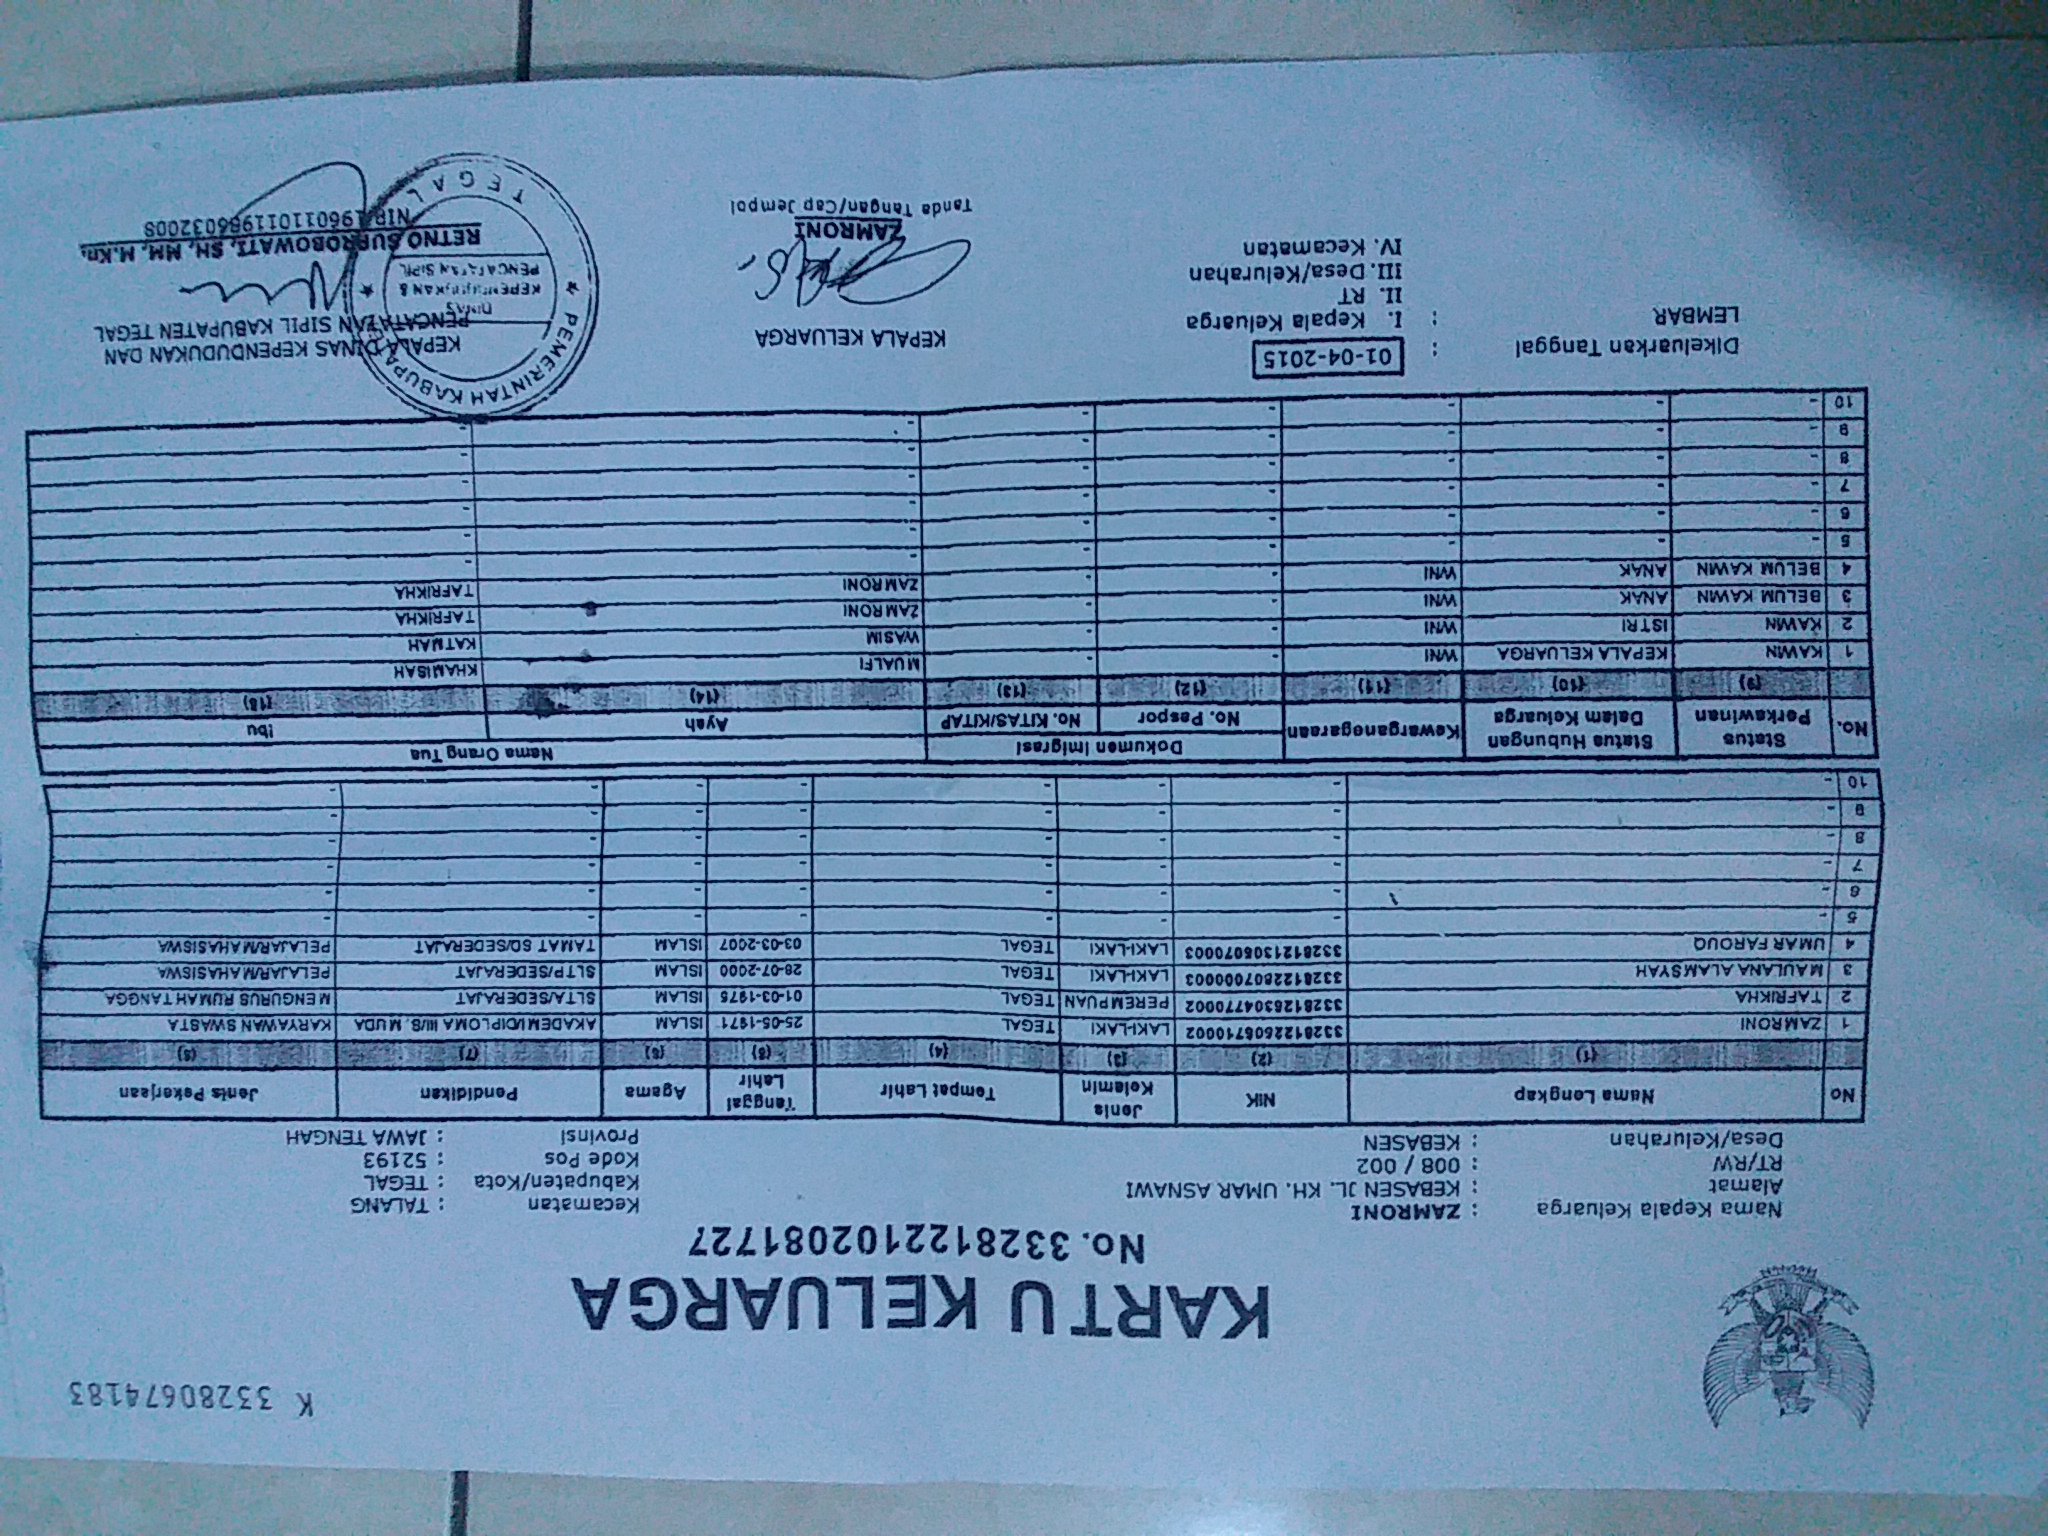 K 33280674183
KARTU KELUARGA
No. 3328122102081727
Nama Kepala Keluarga : ZAMRONI
Alamat : KEBASEN JL. KH. UMAR ASNAWI
RT/RW : 008 / 002
Desa/Kelurahan : KEBASEN
Kecamatan : TALANG
Kabupaten/Kota : TEGAL
Kode Pos : 52193
Provinsi : JAWA TENGAH
No Nama Lengkap NIK Jenis Kelamin Tempat Lahir Tanggal Lahir Agama Pendidikan Jenis Pekerjaan
(1) (2) (3) (4) (5) (6) (7) (8)
1 ZAMRONI 3328122505710002 LAKI-LAKI TEGAL 25-05-1971 ISLAM AKADEMI/DIPLOMA III/S. MUDA KARYAWAN SWASTA
2 TAFRIKHA 3328126304770002 PEREMPUAN TEGAL 01-03-1975 ISLAM SLTA/SEDERAJAT MENGURUS RUMAH TANGGA
3 MAULANA ALAMSYAH 3328122807000003 LAKI-LAKI TEGAL 28-07-2000 ISLAM SLTP/SEDERAJAT PELAJAR/MAHASISWA
4 UMAR FAROUQ 3328121305070003 LAKI-LAKI TEGAL 03-03-2007 ISLAM TAMAT SD/SEDERAJAT PELAJAR/MAHASISWA
5 - - - - - - - -
6 - - - - - - - -
7 - - - - - - - -
8 - - - - - - - -
9 - - - - - - - -
10 - - - - - - - -
No. Status Perkawinan Status Hubungan Dalam Keluarga Kewarganegaraan Dokumen Imigrasi Nama Orang Tua
No. Paspor No. KITAS/KITAP Ayah Ibu
(9) (10) (11) (12) (13) (14) (15)
1 KAWIN KEPALA KELUARGA WNI - - MUALFI KHAMISAH
2 KAWIN ISTRI WNI - - WASIM KATMAH
3 BELUM KAWIN ANAK WNI - - ZAMRONI TAFRIKHA
4 BELUM KAWIN ANAK WNI - - ZAMRONI TAFRIKHA
5 - - - - - - -
6 - - - - - - -
7 - - - - - - -
8 - - - - - - -
9 - - - - - - -
10 - - - - - - -
Dikeluarkan Tanggal : 01-04-2015
LEMBAR : I. Kepala Keluarga
II. RT
III. Desa/Kelurahan
IV. Kecamatan
KEPALA KELUARGA
ZAMRONI
Tanda Tangan/Cap Jempol
KEPALA DINAS KEPENDUDUKAN DAN
PENCATATAN SIPIL KABUPATEN TEGAL
RETNO SUPROBOWATI, SH, MM, M.Kn.
NIP 196011011986032008
PEMERINTAH KABUPA
DINAS
KEPENDUDUKAN &
PENCATATAN SIPIL
TEGAL